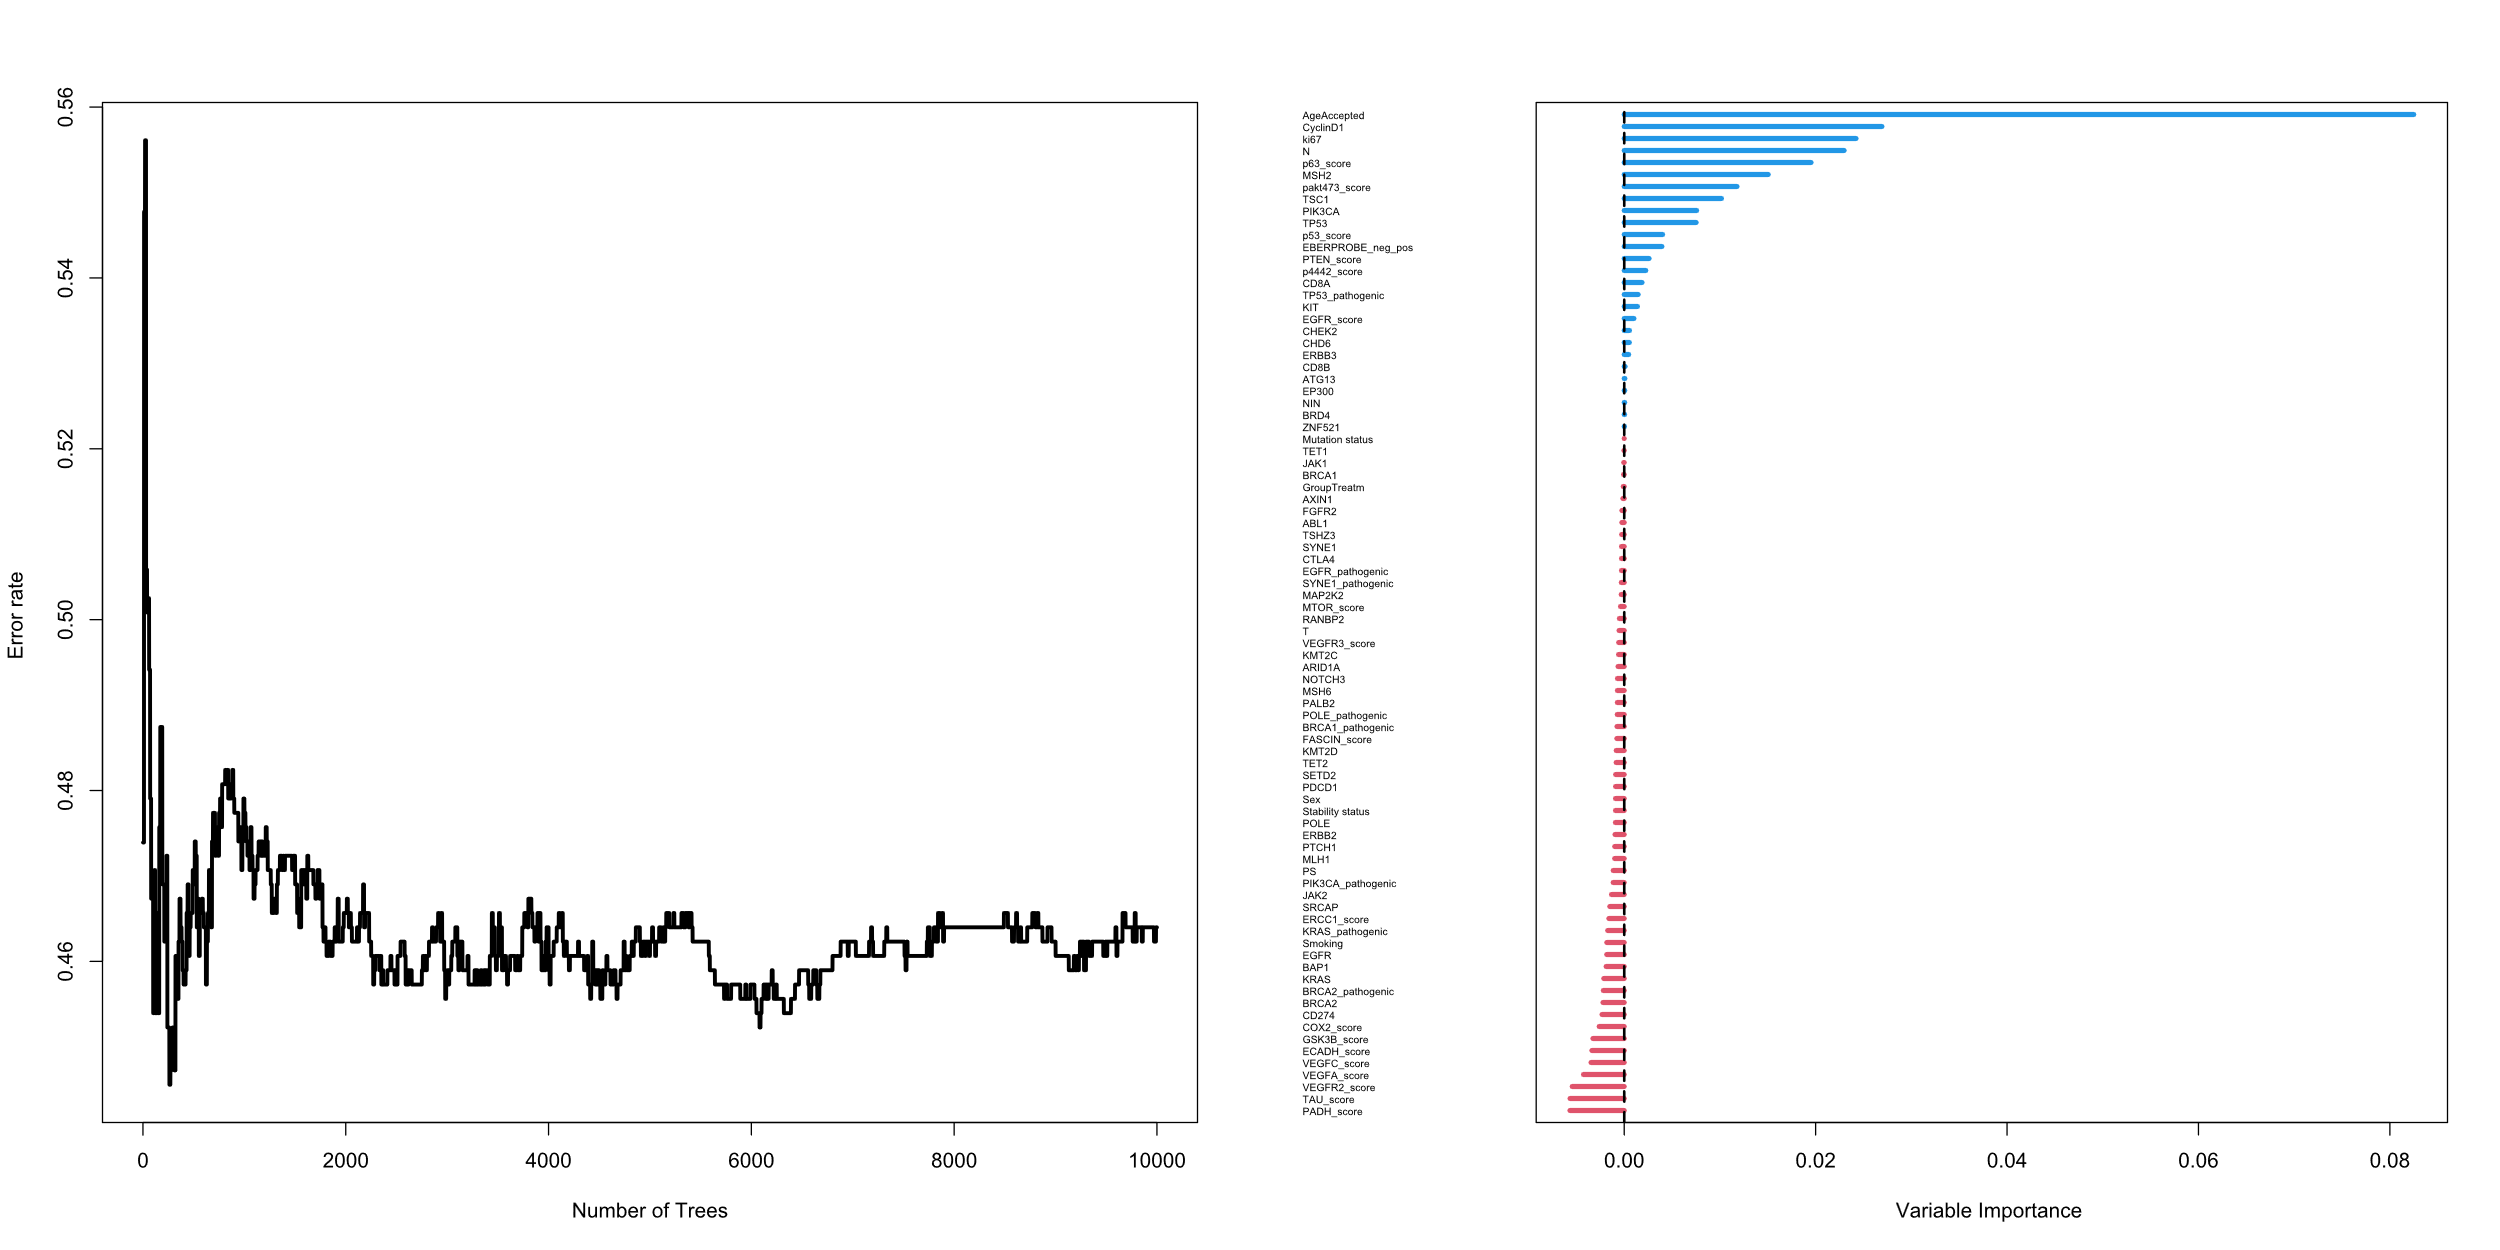 Error rate
0.56
0.54
0.52
0.50
0.48
0.46
0 2000 4000 6000 8000 10000
Number of Trees
AgeAccepted
CyclinD1
ki67
N
p63_score
MSH2
pakt473_score
TSC1
PIK3CA
TP53
p53_score
EBERPROBE_neg_pos
PTEN_score
p4442_score
CD8A
TP53_pathogenic
KIT
EGFR_score
CHEK2
CHD6
ERBB3
CD8B
ATG13
EP300
NIN
BRD4
ZNF521
Mutation status
TET1
JAK1
BRCA1
GroupTreatm
AXIN1
FGFR2
ABL1
TSHZ3
SYNE1
CTLA4
EGFR_pathogenic
SYNE1_pathogenic
MAP2K2
MTOR_score
RANBP2
T
VEGFR3_score
KMT2C
ARID1A
NOTCH3
MSH6
PALB2
POLE_pathogenic
BRCA1_pathogenic
FASCIN_score
KMT2D
TET2
SETD2
PDCD1
Sex
Stability status
POLE
ERBB2
PTCH1
MLH1
PS
PIK3CA_pathogenic
JAK2
SRCAP
ERCC1_score
KRAS_pathogenic
Smoking
EGFR
BAP1
KRAS
BRCA2_pathogenic
BRCA2
CD274
COX2_score
GSK3B_score
ECADH_score
VEGFC_score
VEGFA_score
VEGFR2_score
TAU_score
PADH_score
0.00 0.02 0.04 0.06 0.08
Variable Importance